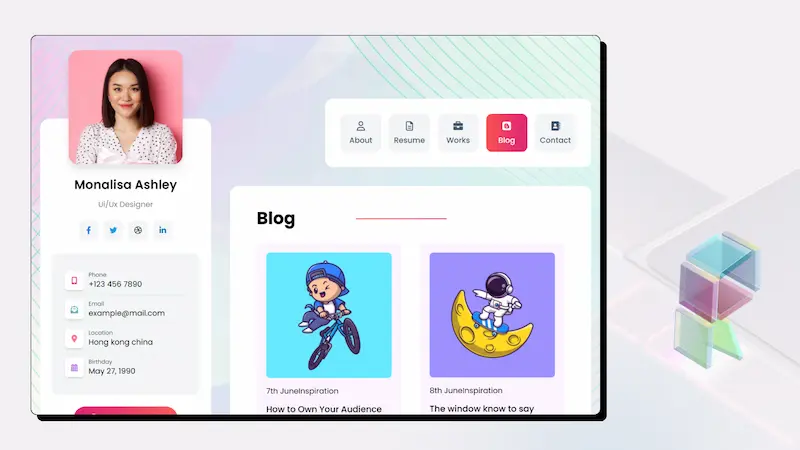 About
Resume
Works
Blog
Contact
Monalisa Ashley
Ui/Ux Designer
Phone
+123 456 7890
Email
example@mail.com
Location
Hong kong china
Birthday
May 27, 1990
Blog
7th JuneInspiration
How to Own Your Audience
8th JuneInspiration
The window know to say